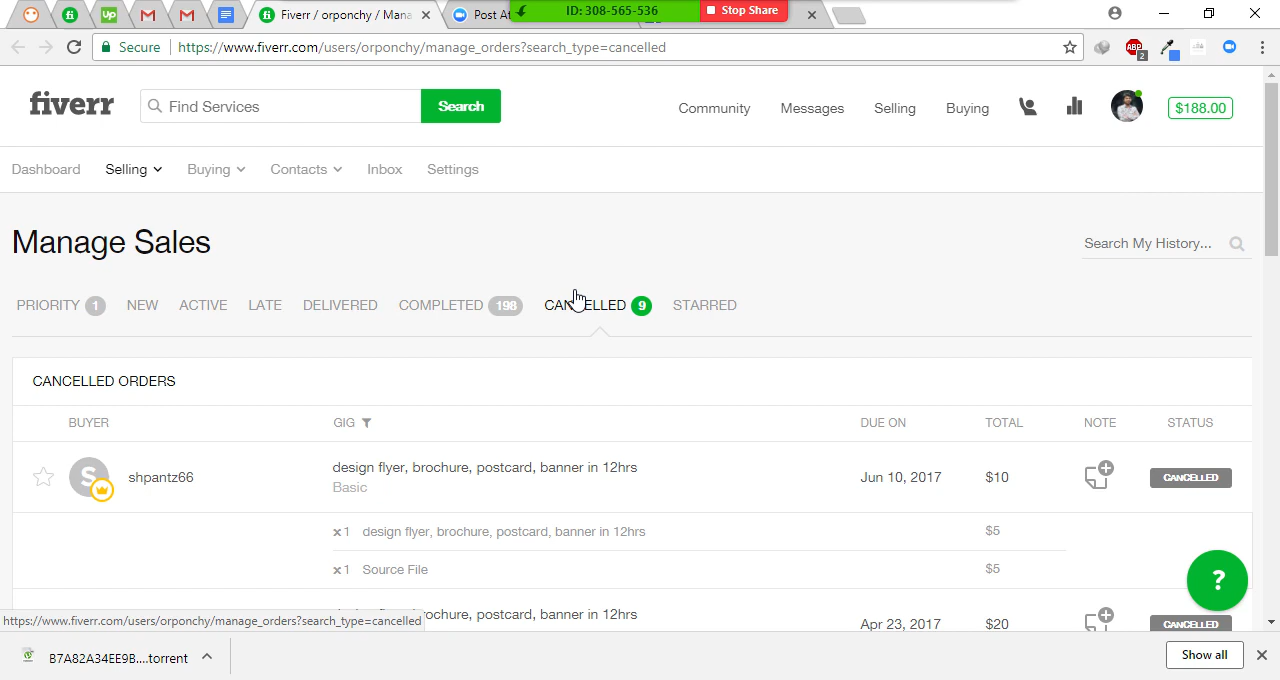 Fiverr / orponchy / Mana
Post At
ID: 308-565-536
Stop Share
Secure
https://www.fiverr.com/users/orponchy/manage_orders?search_type=cancelled
ABP
2
fiverr
Find Services
Search
Community
Messages
Selling
Buying
$188.00
Dashboard
Selling
Buying
Contacts
Inbox
Settings
Manage Sales
Search My History...
PRIORITY 1
NEW
ACTIVE
LATE
DELIVERED
COMPLETED 198
CANCELLED 9
STARRED
CANCELLED ORDERS
BUYER
GIG
DUE ON
TOTAL
NOTE
STATUS
S
shpantz66
design flyer, brochure, postcard, banner in 12hrs
Basic
Jun 10, 2017
$10
CANCELLED
x 1 design flyer, brochure, postcard, banner in 12hrs
$5
x 1 Source File
$5
?
brochure, postcard, banner in 12hrs
Apr 23, 2017
$20
CANCELLED
https://www.fiverr.com/users/orponchy/manage_orders?search_type=cancelled
B7A82A34EE9B....torrent
Show all